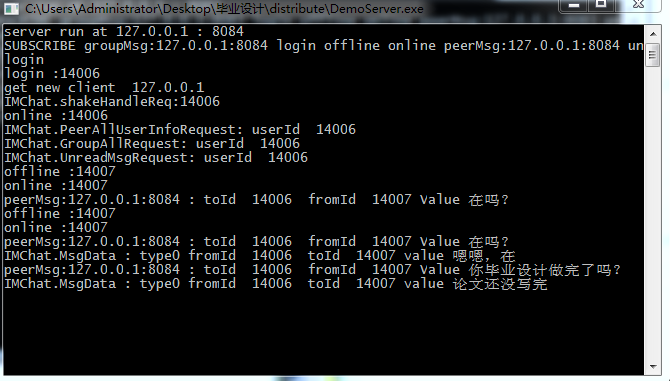 C:\Users\Administrator\Desktop\毕业设计\distribute\DemoServer.exe
server run at 127.0.0.1 : 8084
SUBSCRIBE groupMsg:127.0.0.1:8084 login offline online peerMsg:127.0.0.1:8084 un
login
login :14006
get new client  127.0.0.1
IMChat.shakeHandleReq:14006
online :14006
IMChat.PeerAllUserInfoRequest: userId  14006
IMChat.GroupAllRequest: userId  14006
IMChat.UnreadMsgRequest: userId  14006
offline :14007
online :14007
peerMsg:127.0.0.1:8084 : toId  14006  fromId  14007 Value 在吗？
offline :14007
online :14007
peerMsg:127.0.0.1:8084 : toId  14006  fromId  14007 Value 在吗？
IMChat.MsgData : type0 fromId  14006  toId  14007 value 嗯嗯，在
peerMsg:127.0.0.1:8084 : toId  14006  fromId  14007 Value 你毕业设计做完了吗？
IMChat.MsgData : type0 fromId  14006  toId  14007 value 论文还没写完